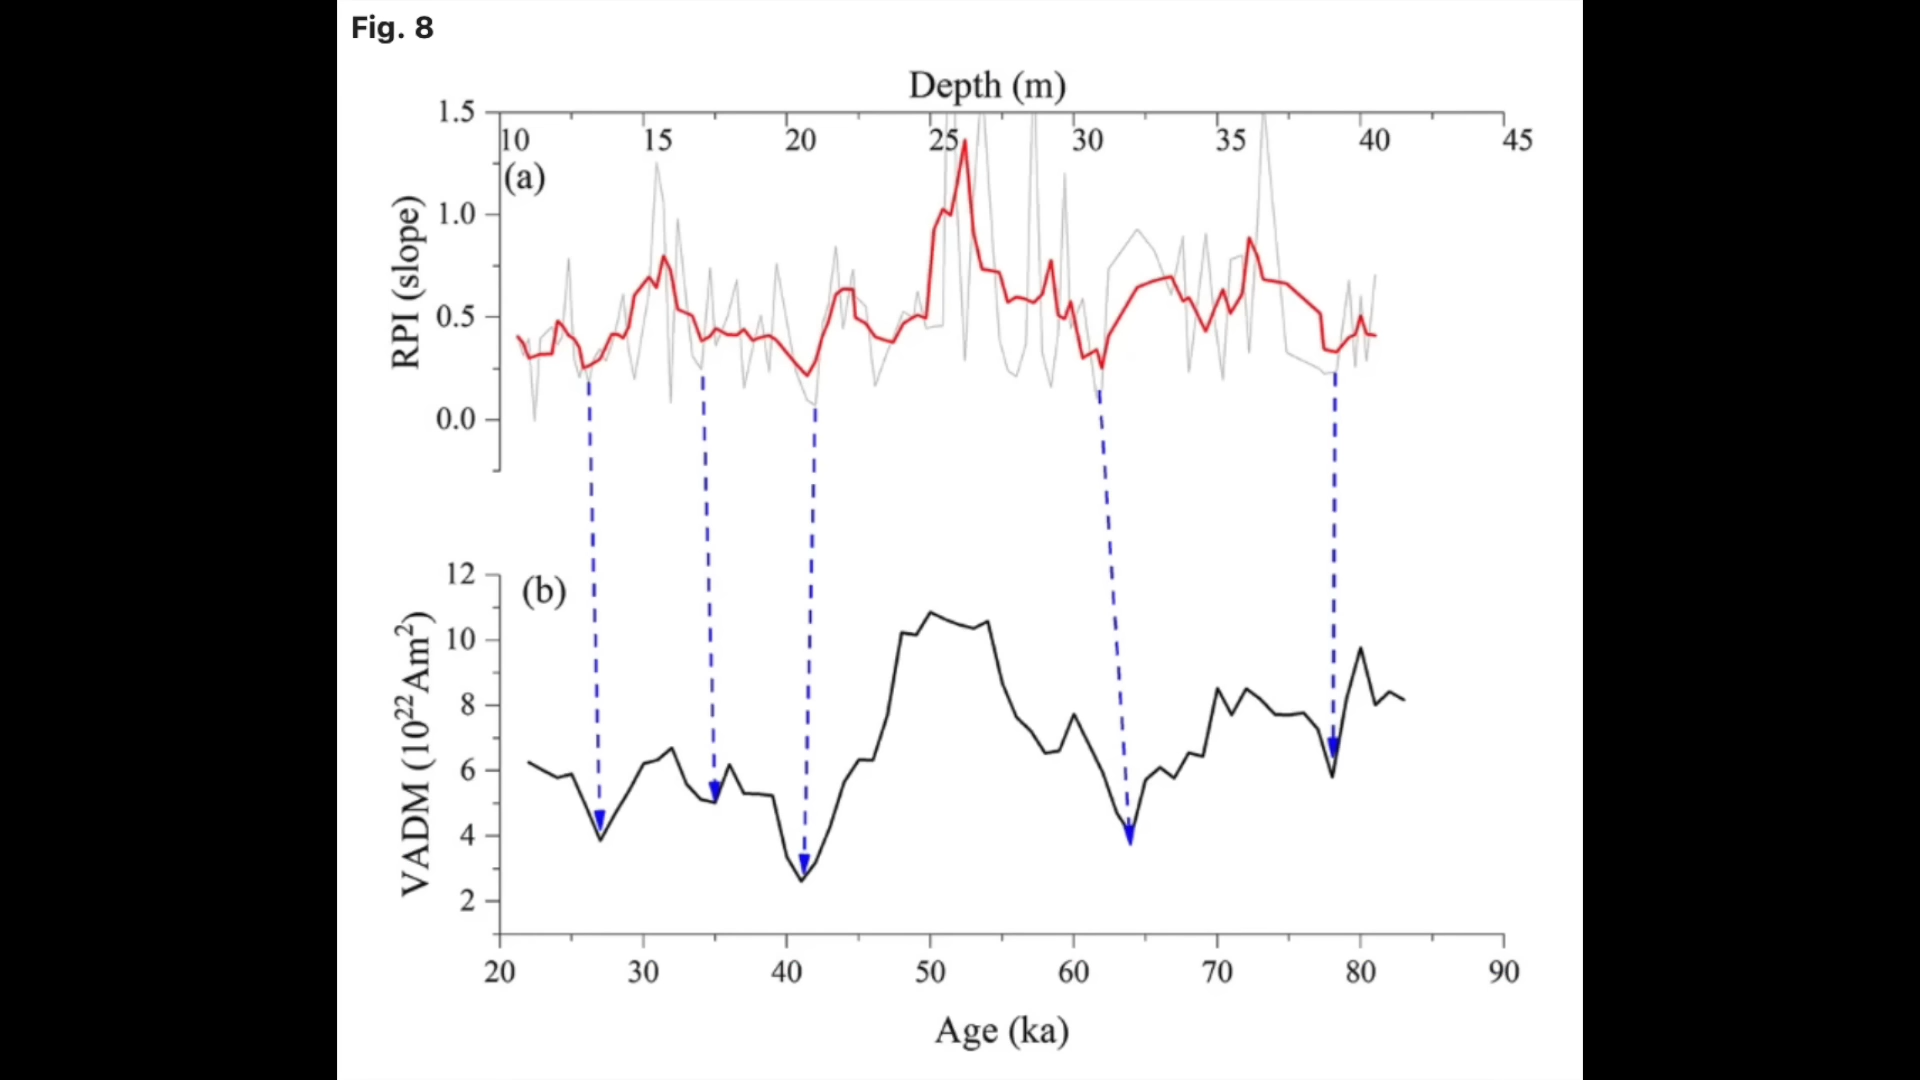 Fig. 8
Depth (m)
1.5
10 15 20 25 30 35 40 45
(a)
1.0
0.5
0.0
RPI (slope)
12
(b)
10
8
6
4
2
VADM (10²²Am²)
20 30 40 50 60 70 80 90
Age (ka)